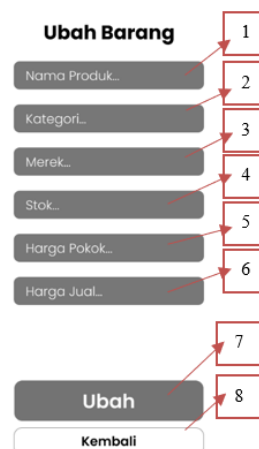 Ubah Barang
1
Nama Produk...
2
Kategori...
3
Merek...
4
Stok...
5
Harga Pokok...
6
Harga Jual...
7
Ubah
8
Kembali